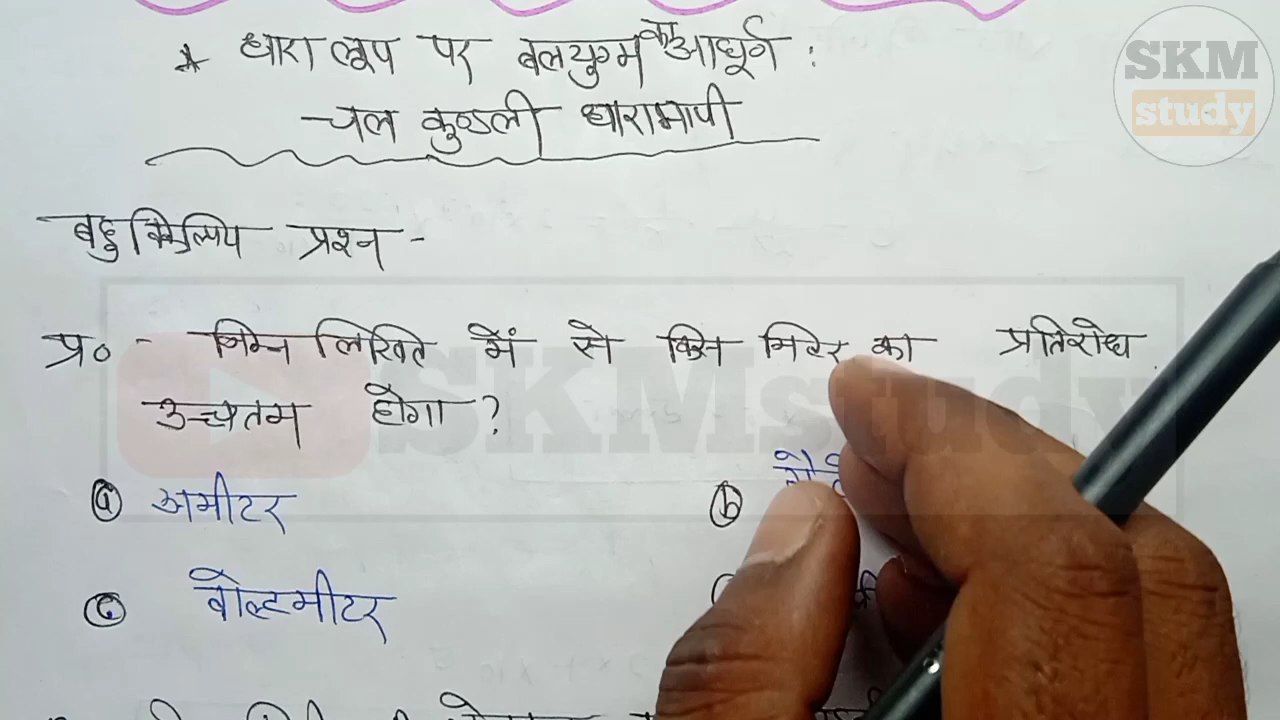 * धारा लूप पर बलयुग्म का आघूर्ण :
चल कुण्डली धारामापी
SKM
study
बहु विकल्पिय प्रश्न -
प्र० - निम्न लिखित में से किस मिटर का प्रतिरोध
उच्चतम होगा ?
SKMstudy
(a) अमीटर
(b)
(c) वोल्टमीटर